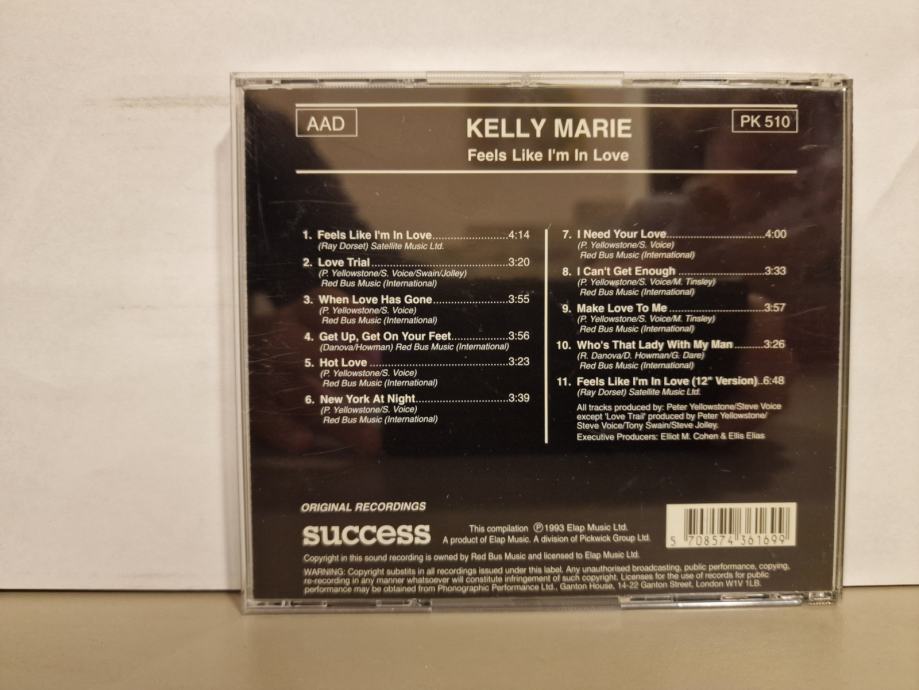 AAD
KELLY MARIE
PK 510
Feels Like I'm In Love
1. Feels Like I'm In Love..................4:14
(Ray Dorset) Satellite Music Ltd.
2. Love Trial................................3:20
(P. Yellowstone/S. Voice/Swain/Jolley)
Red Bus Music (International)
3. When Love Has Gone..................3:55
(P. Yellowstone/S. Voice)
Red Bus Music (International)
4. Get Up, Get On Your Feet..............3:56
(Danova/Howman) Red Bus Music (International)
5. Hot Love..................................3:23
(P. Yellowstone/S. Voice)
Red Bus Music (International)
6. New York At Night......................3:39
(P. Yellowstone/S. Voice)
Red Bus Music (International)
7. I Need Your Love........................4:00
(P. Yellowstone/S. Voice)
Red Bus Music (International)
8. I Can't Get Enough .....................3:33
(P. Yellowstone/S. Voice/M. Tinsley)
Red Bus Music (International)
9. Make Love To Me .......................3:57
(P. Yellowstone/S. Voice/M. Tinsley)
Red Bus Music (International)
10. Who's That Lady With My Man ........3:26
(R. Danova/D. Howman/G. Dare)
Red Bus Music (International)
11. Feels Like I'm In Love (12" Version)..6:48
(Ray Dorset) Satellite Music Ltd.
All tracks produced by: Peter Yellowstone/Steve Voice
except 'Love Trail' produced by Peter Yellowstone/
Steve Voice/Tony Swain/Steve Jolley.
Executive Producers: Elliot M. Cohen & Ellis Elias
ORIGINAL RECORDINGS
success
This compilation ℗1993 Elap Music Ltd.
A product of Elap Music. A division of Pickwick Group Ltd.
5 708574 361699
Copyright in this sound recording is owned by Red Bus Music and licensed to Elap Music Ltd.
WARNING: Copyright substits in all recordings issued under this label. Any unauthorised broadcasting, public performance, copying,
re-recording in any manner whatsoever will constitute infringement of such copyright. Licenses for the use of records for public
performance may be obtained from Phonographic Performance Ltd., Ganton House, 14-22 Ganton Street, London W1V 1LB.